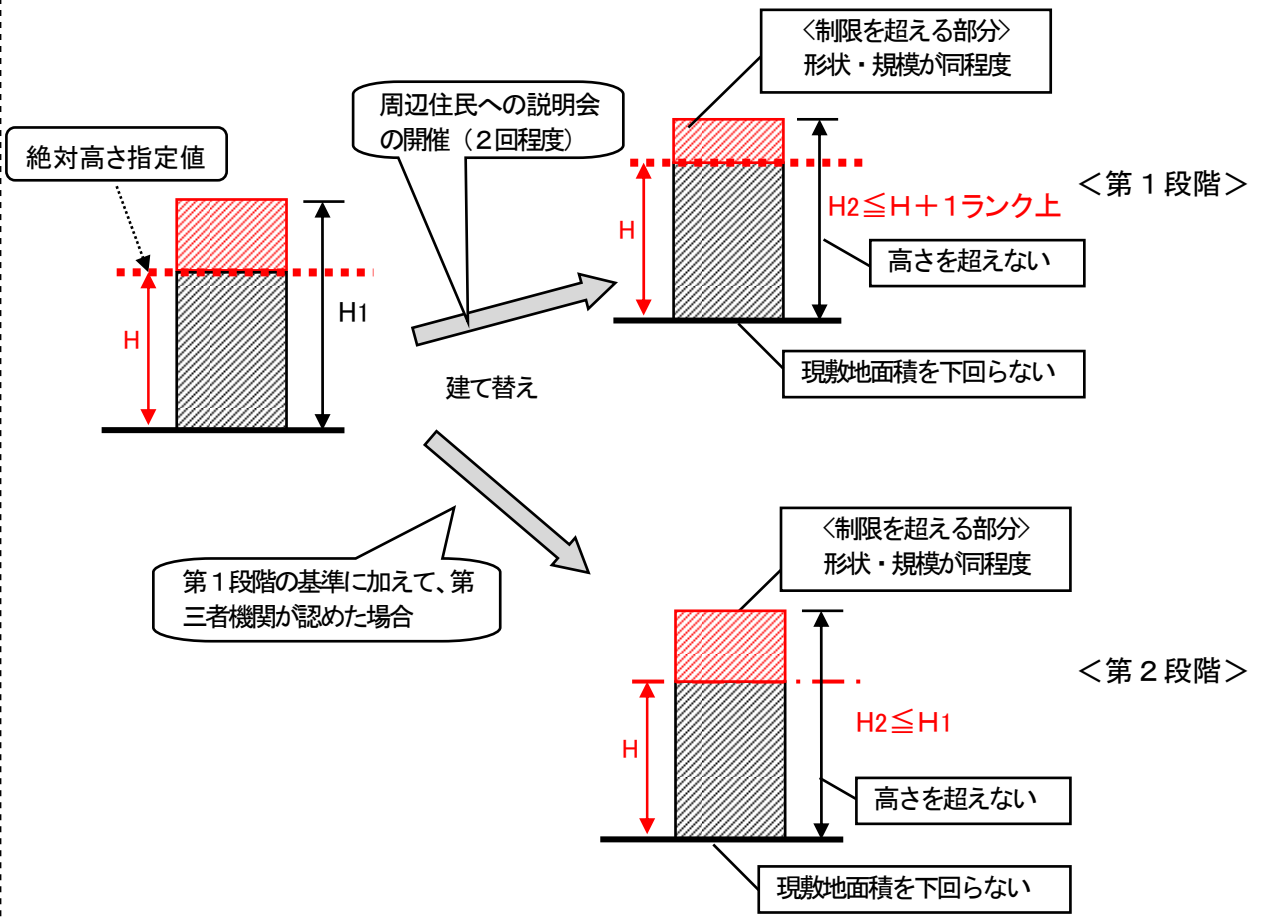 〈制限を超える部分〉
形状・規模が同程度
周辺住民への説明会
の開催（２回程度）
絶対高さ指定値
＜第１段階＞
H2≦H＋1ランク上
H
高さを超えない
H1
H
現敷地面積を下回らない
建て替え
〈制限を超える部分〉
形状・規模が同程度
第１段階の基準に加えて、第
三者機関が認めた場合
＜第２段階＞
H2≦H1
H
高さを超えない
現敷地面積を下回らない